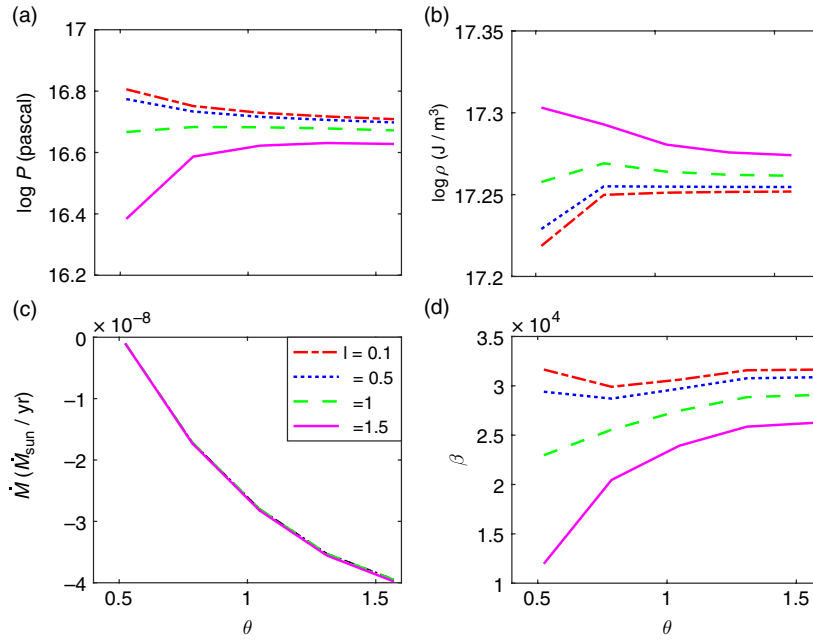 (a)
17
16.8
16.6
16.4
16.2
log P (pascal)
(b)
17.35
17.3
17.25
17.2
log ρ (J / m³)
(c)
× 10⁻⁸
0
−1
−2
−3
−4
Ṁ (Ṁsun / yr)
l = 0.1
= 0.5
=1
=1.5
0.5
1
1.5
θ
(d)
× 10⁴
3.5
3
2.5
2
1.5
1
β
0.5
1
1.5
θ